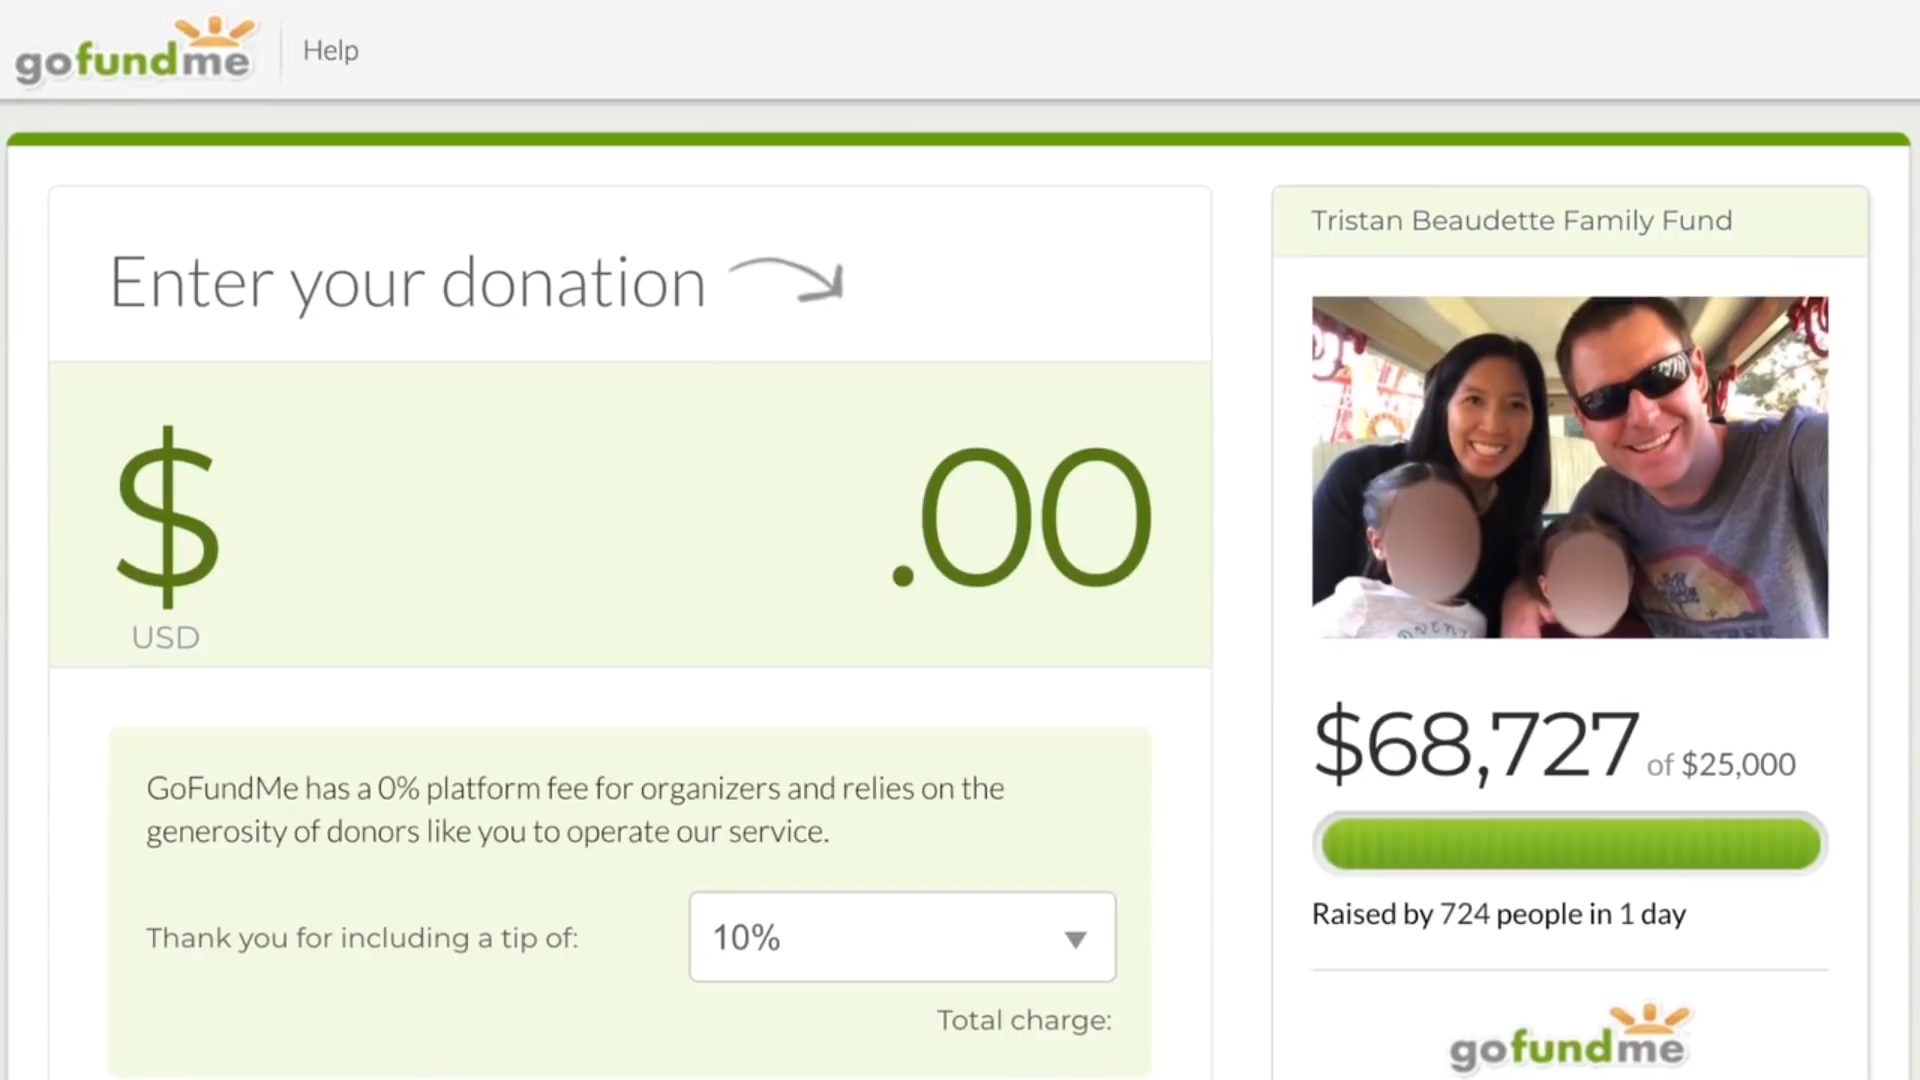 gofundme
Help
Enter your donation
$ .00
USD
GoFundMe has a 0% platform fee for organizers and relies on the
generosity of donors like you to operate our service.
Thank you for including a tip of:
10%
Total charge:
Tristan Beaudette Family Fund
$68,727 of $25,000
Raised by 724 people in 1 day
gofundme